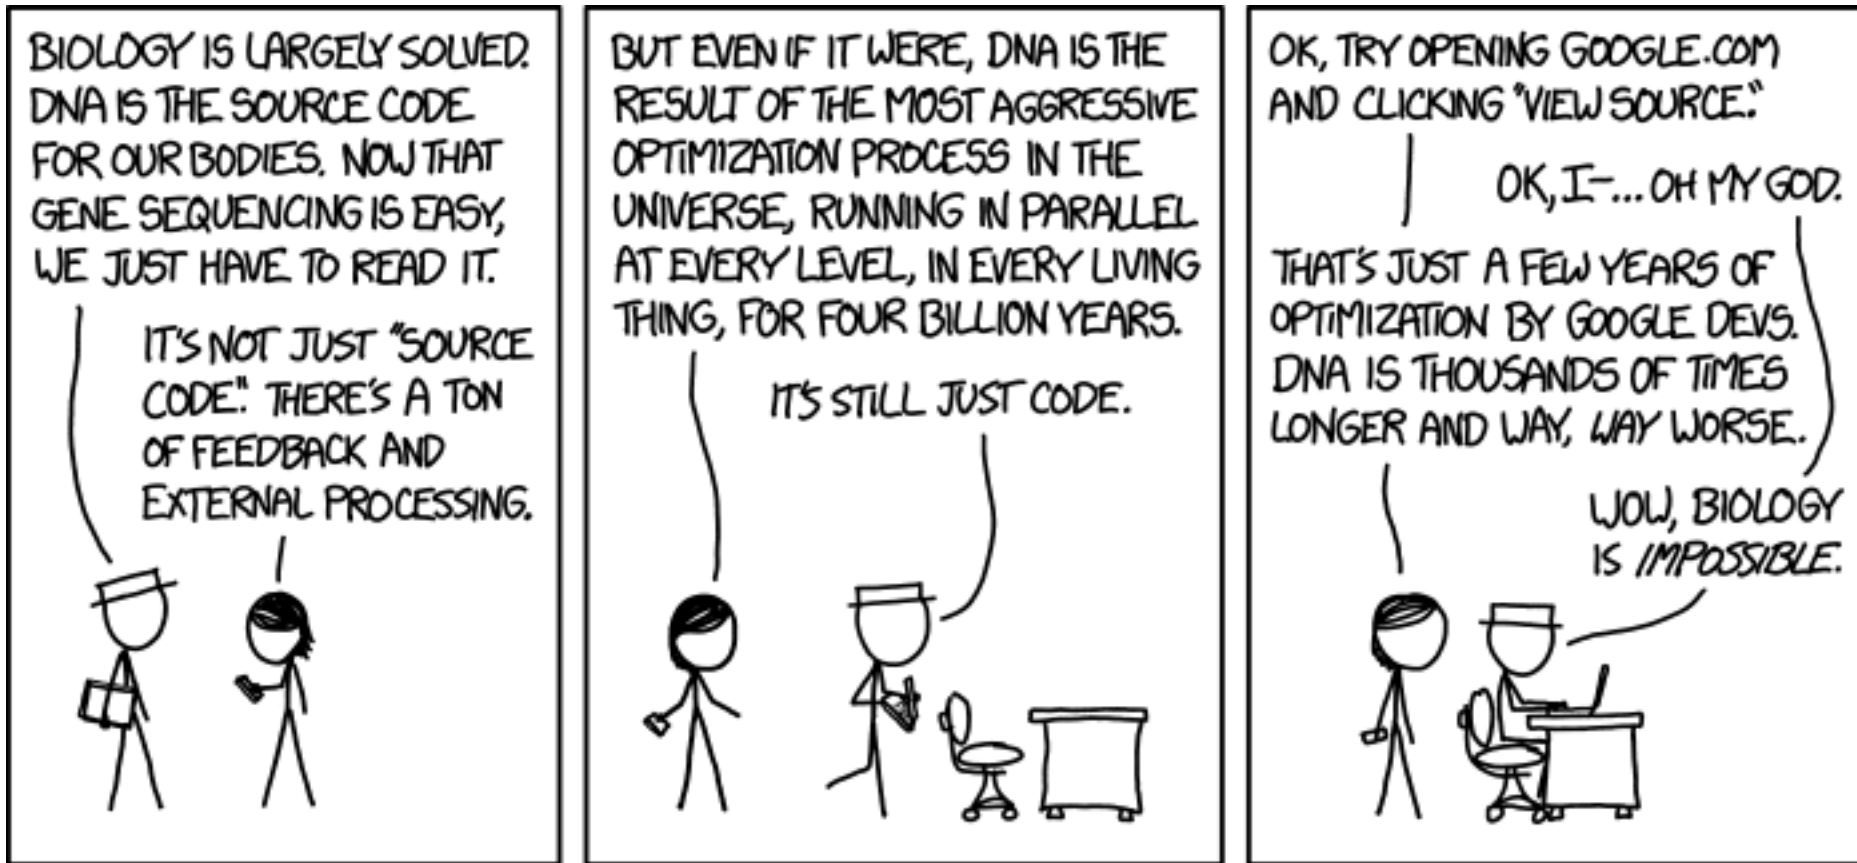 BIOLOGY IS LARGELY SOLVED.
DNA IS THE SOURCE CODE
FOR OUR BODIES. NOW THAT
GENE SEQUENCING IS EASY,
WE JUST HAVE TO READ IT.
IT'S NOT JUST "SOURCE
CODE". THERE'S A TON
OF FEEDBACK AND
EXTERNAL PROCESSING.
BUT EVEN IF IT WERE, DNA IS THE
RESULT OF THE MOST AGGRESSIVE
OPTIMIZATION PROCESS IN THE
UNIVERSE, RUNNING IN PARALLEL
AT EVERY LEVEL, IN EVERY LIVING
THING, FOR FOUR BILLION YEARS.
IT'S STILL JUST CODE.
OK, TRY OPENING GOOGLE.COM
AND CLICKING "VIEW SOURCE."
OK, I-...OH MY GOD.
THAT'S JUST A FEW YEARS OF
OPTIMIZATION BY GOOGLE DEVS.
DNA IS THOUSANDS OF TIMES
LONGER AND WAY, WAY WORSE.
WOW, BIOLOGY
IS IMPOSSIBLE.